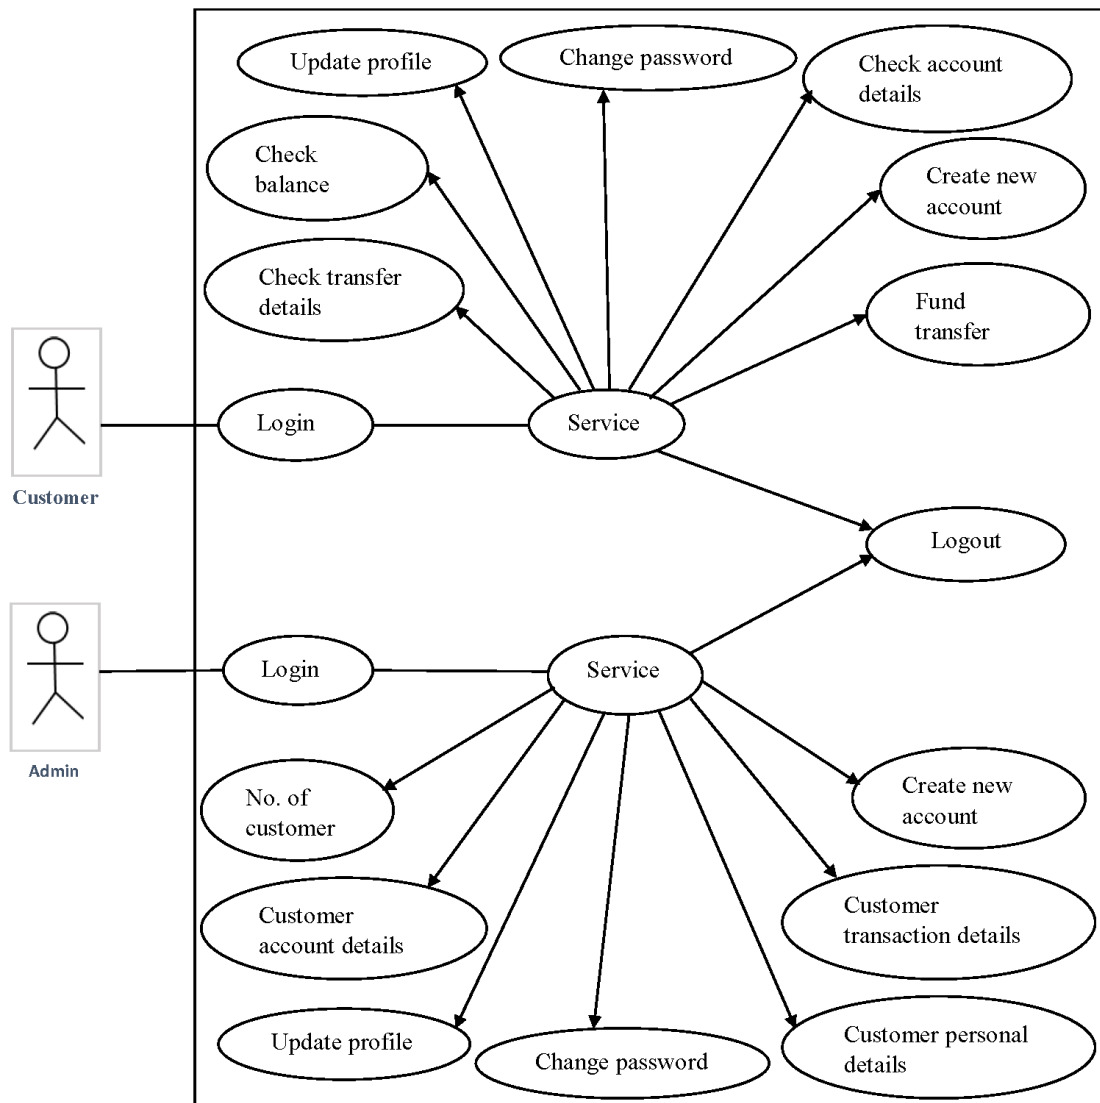 Update profile
Change password
Check account
details
Check
balance
Create new
account
Check transfer
details
Fund
transfer
Login
Service
Customer
Logout
Login
Service
Admin
No. of
customer
Create new
account
Customer
account details
Customer
transaction details
Update profile
Change password
Customer personal
details